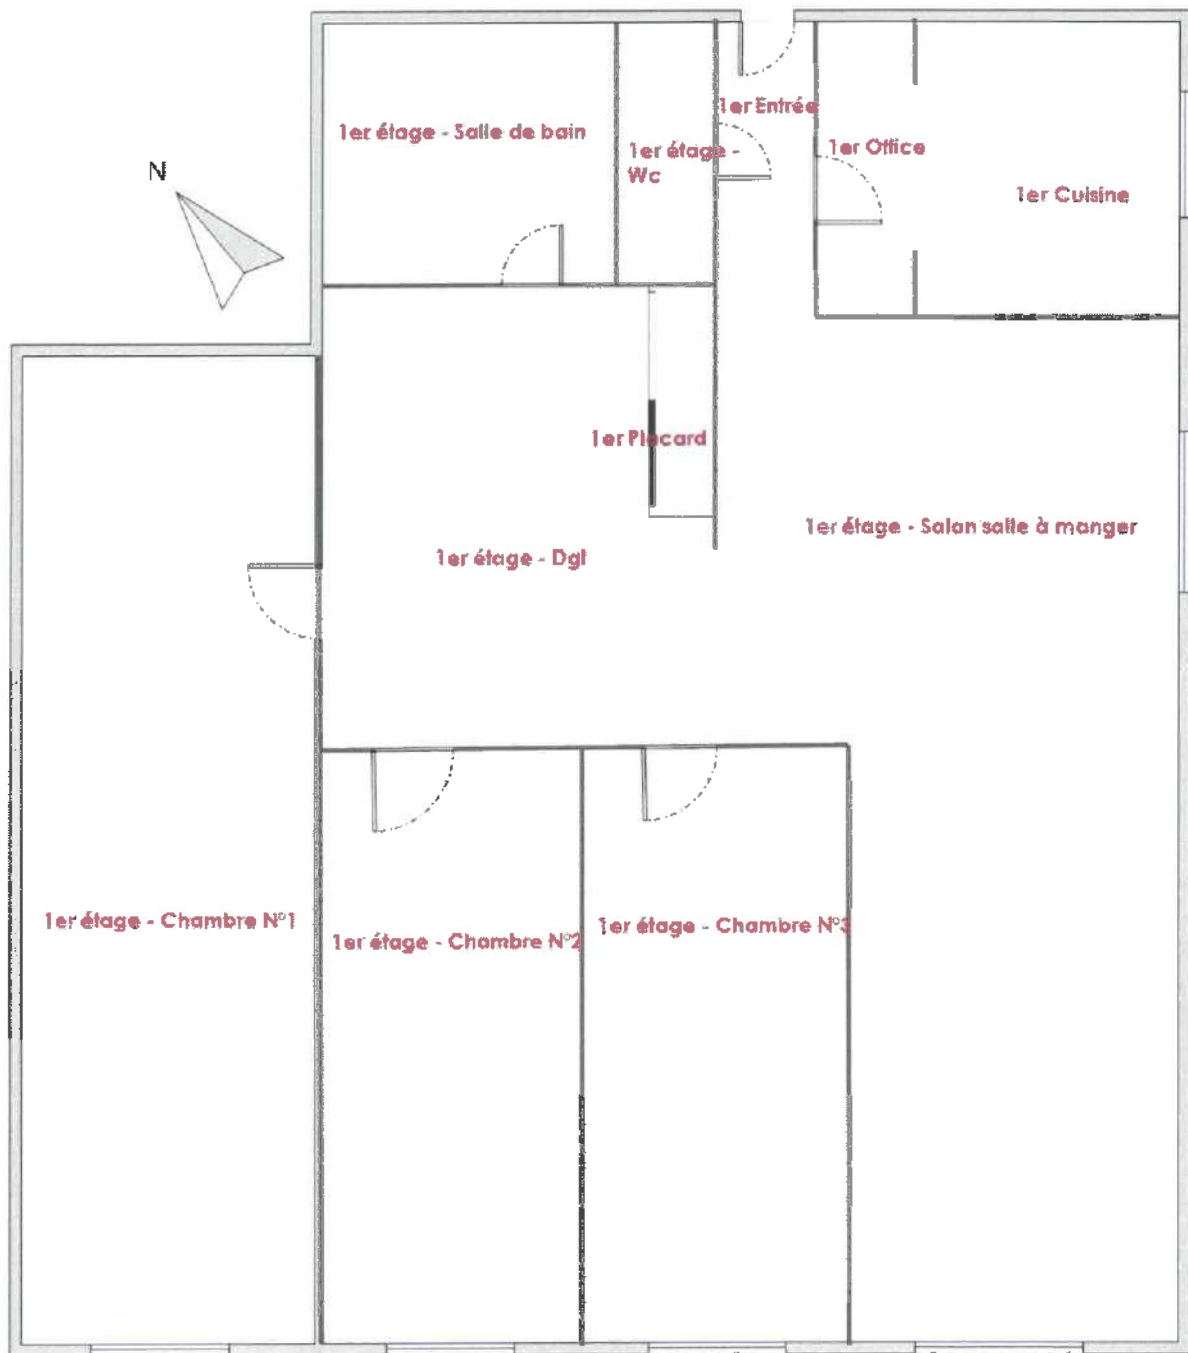 1er Entrée
1er étage - Salle de bain
1er étage -
Wc
1er Office
N
1er Cuisine
1er Placard
1er étage - Salon salle à manger
1er étage - Dgt
1er étage - Chambre N°1
1er étage - Chambre N°2
1er étage - Chambre N°3